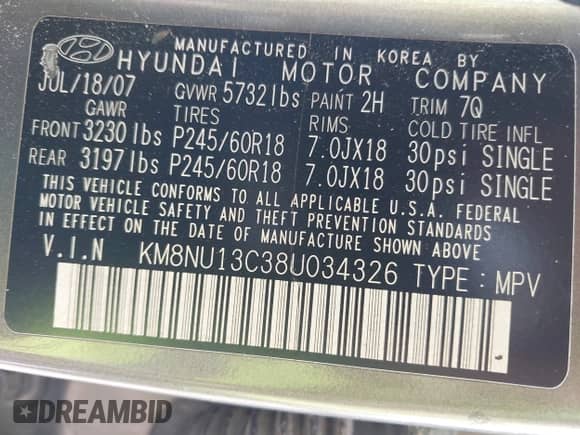 MANUFACTURED IN KOREA BY
HYUNDAI MOTOR COMPANY
JUL/18/07 GVWR 5732lbs PAINT 2H TRIM 7Q
GAWR TIRES RIMS COLD TIRE INFL
FRONT 3230lbs P245/60R18 7.0JX18 30psi SINGLE
REAR 3197lbs P245/60R18 7.0JX18 30psi SINGLE
THIS VEHICLE CONFORMS TO ALL APPLICABLE U.S.A. FEDERAL
MOTOR VEHICLE SAFETY AND THEFT PREVENTION STANDARDS
IN EFFECT ON THE DATE OF MANUFACTURE SHOWN ABOVE.
V.I.N KM8NU13C38U034326 TYPE : MPV
DREAMBID